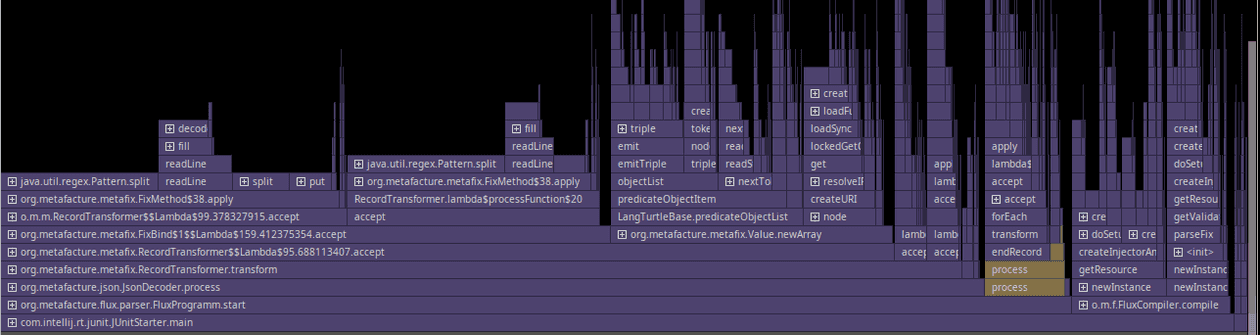 creat
crea loadFu
decod fill triple toke next loadSync creat
fill readLine emit nod rea lockedGetC apply create
readLine java.util.regex.Pattern.split readLine emitTriple triple readS get app lambda$ doSetu
java.util.regex.Pattern.split readLine split put org.metafacture.metafix.FixMethod$38.apply objectList nextTo resolveIF lamb accept createIn
org.metafacture.metafix.FixMethod$38.apply RecordTransformer.lambda$processFunction$20 predicateObjectItem createURI acce accept getResou
o.m.m.RecordTransformer$$Lambda$99.378327915.accept accept LangTurtleBase.predicateObjectList node forEach cre getValida
org.metafacture.metafix.FixBind$1$$Lambda$159.412375354.accept org.metafacture.metafix.Value.newArray lamb lamb transform doSetu cre parseFix
org.metafacture.metafix.RecordTransformer$$Lambda$95.688113407.accept accep accep endRecord createInjectorAn <init>
org.metafacture.metafix.RecordTransformer.transform process getResource newInstanc
org.metafacture.json.JsonDecoder.process process newInstance newInstanc
org.metafacture.flux.parser.FluxProgramm.start o.m.f.FluxCompiler.compile
com.intellij.rt.junit.JUnitStarter.main